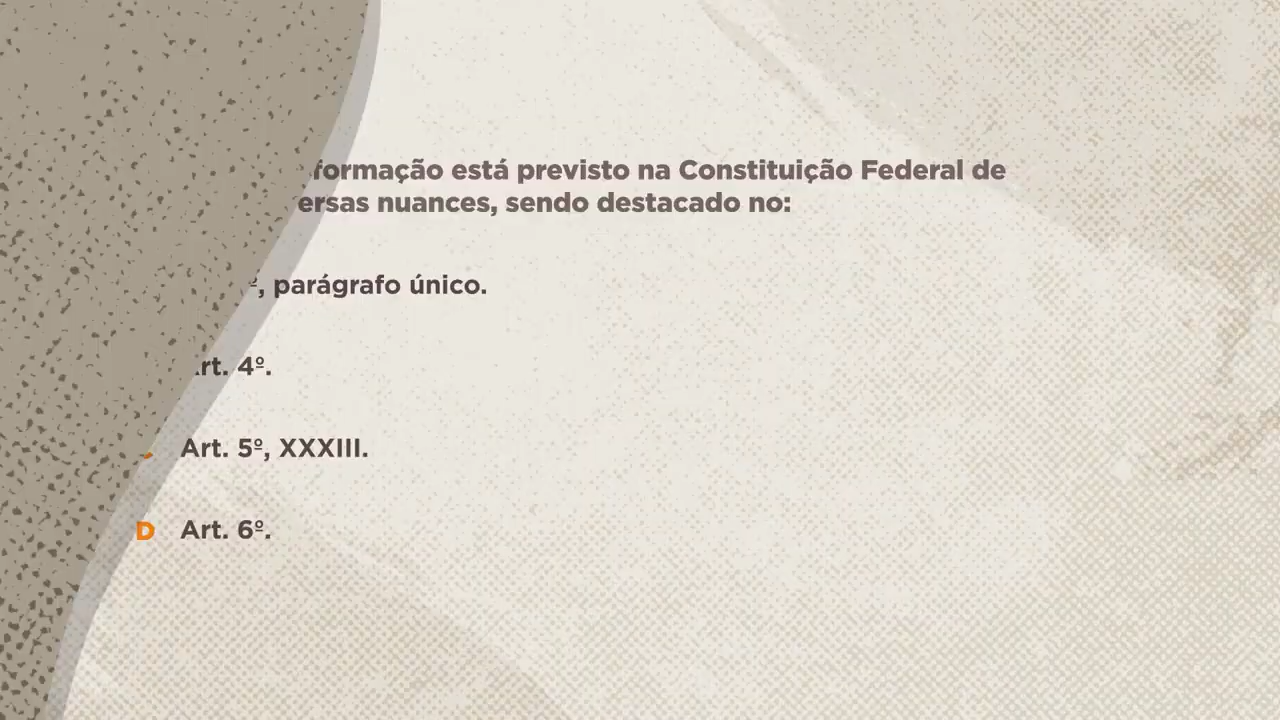 formação está previsto na Constituição Federal de
ersas nuances, sendo destacado no:
º, parágrafo único.
rt. 4º.
Art. 5º, XXXIII.
D Art. 6º.